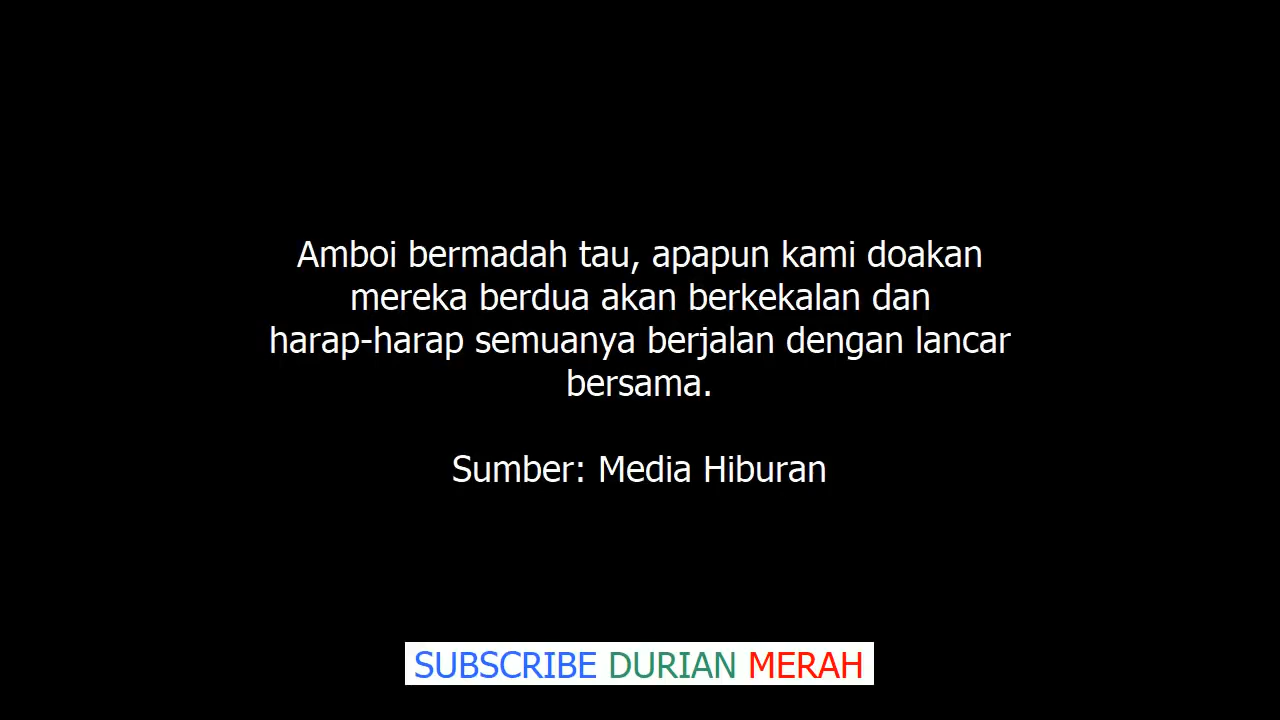 Amboi bermadah tau, apapun kami doakan
mereka berdua akan berkekalan dan
harap-harap semuanya berjalan dengan lancar
bersama.
Sumber: Media Hiburan
SUBSCRIBE DURIAN MERAH